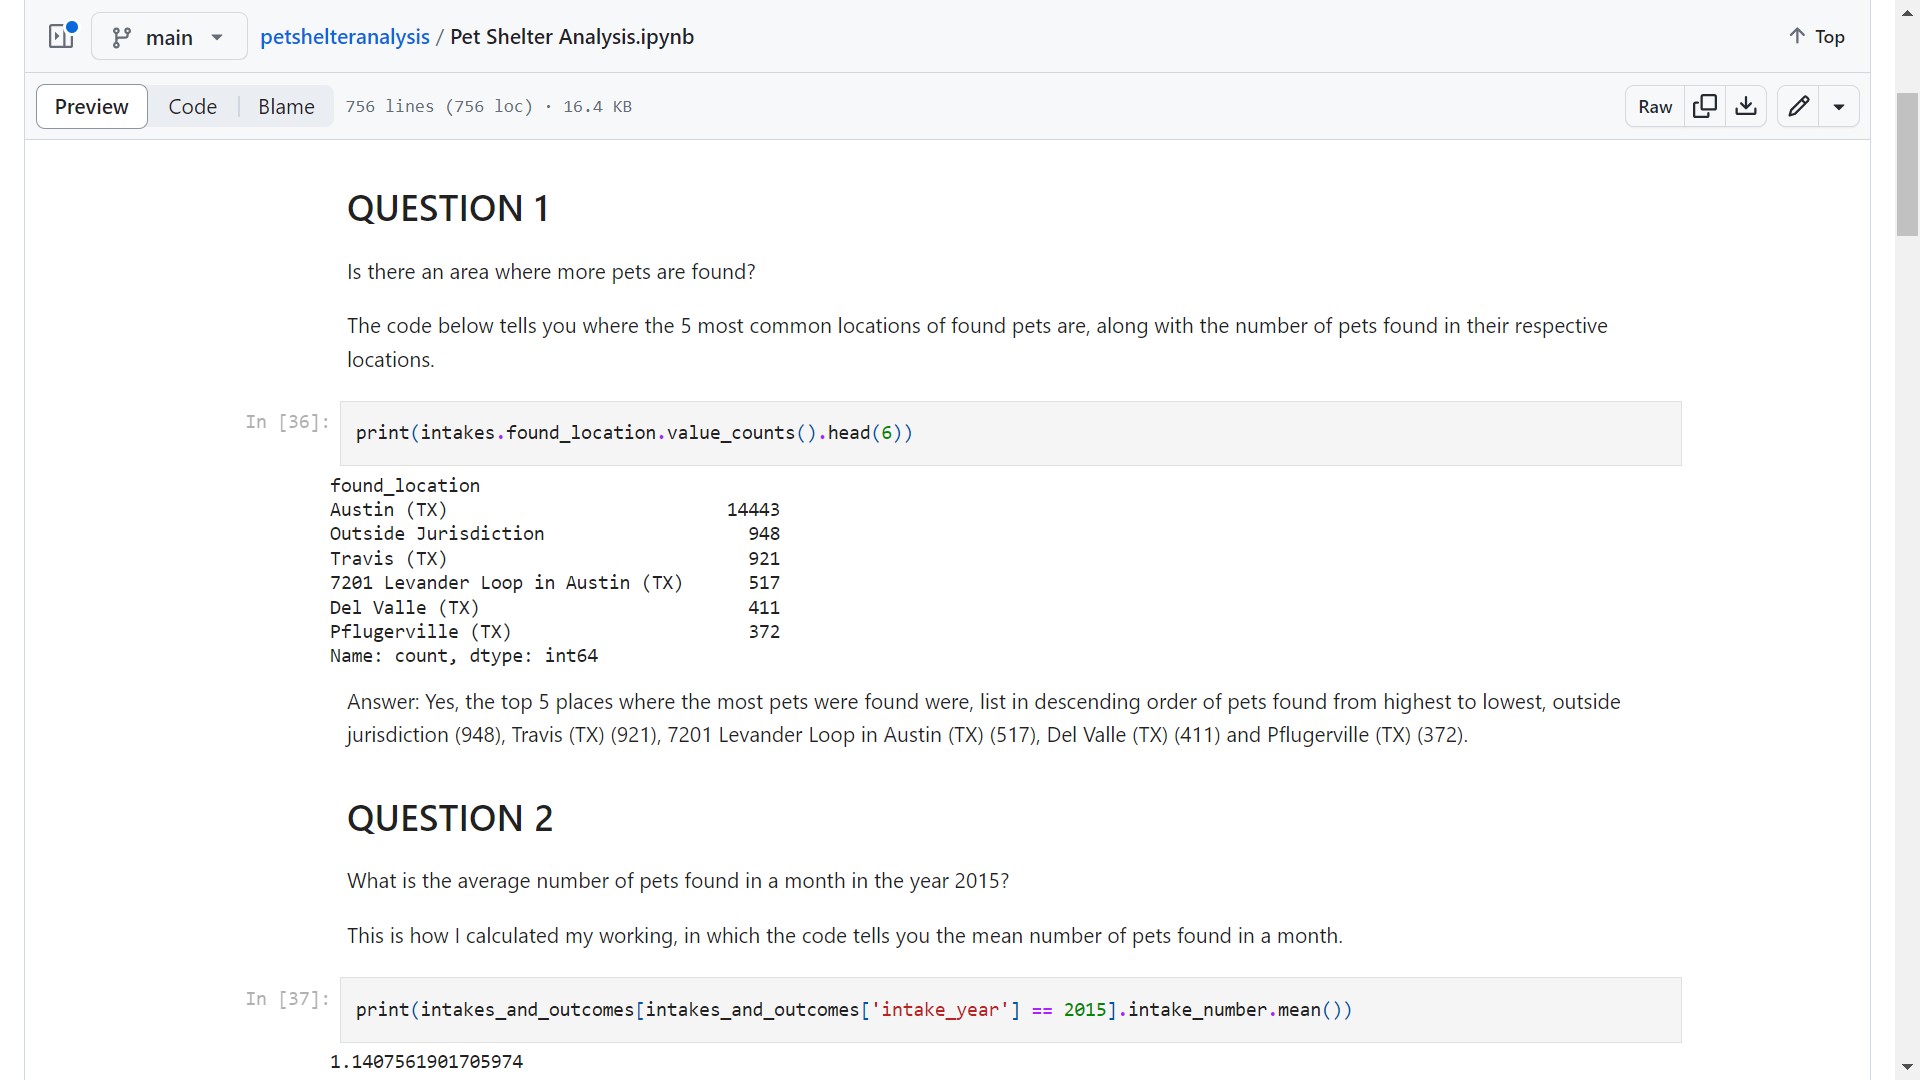 main petshelteranalysis / Pet Shelter Analysis.ipynb Top
Preview Code Blame 756 lines (756 loc) · 16.4 KB Raw
QUESTION 1
Is there an area where more pets are found?
The code below tells you where the 5 most common locations of found pets are, along with the number of pets found in their respective
locations.
In [36]: print(intakes.found_location.value_counts().head(6))
found_location
Austin (TX) 14443
Outside Jurisdiction 948
Travis (TX) 921
7201 Levander Loop in Austin (TX) 517
Del Valle (TX) 411
Pflugerville (TX) 372
Name: count, dtype: int64
Answer: Yes, the top 5 places where the most pets were found were, list in descending order of pets found from highest to lowest, outside
jurisdiction (948), Travis (TX) (921), 7201 Levander Loop in Austin (TX) (517), Del Valle (TX) (411) and Pflugerville (TX) (372).
QUESTION 2
What is the average number of pets found in a month in the year 2015?
This is how I calculated my working, in which the code tells you the mean number of pets found in a month.
In [37]: print(intakes_and_outcomes[intakes_and_outcomes['intake_year'] == 2015].intake_number.mean())
1.1407561901705974